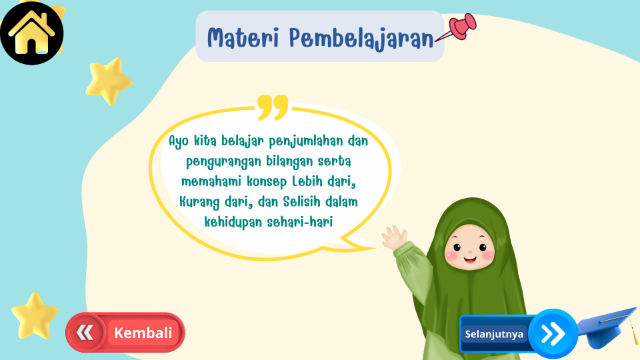 Materi Pembelajaran
Ayo kita belajar penjumlahan dan
pengurangan bilangan serta
memahami konsep Lebih dari,
Kurang dari, dan Selisih dalam
kehidupan sehari-hari
Kembali
Selanjutnya